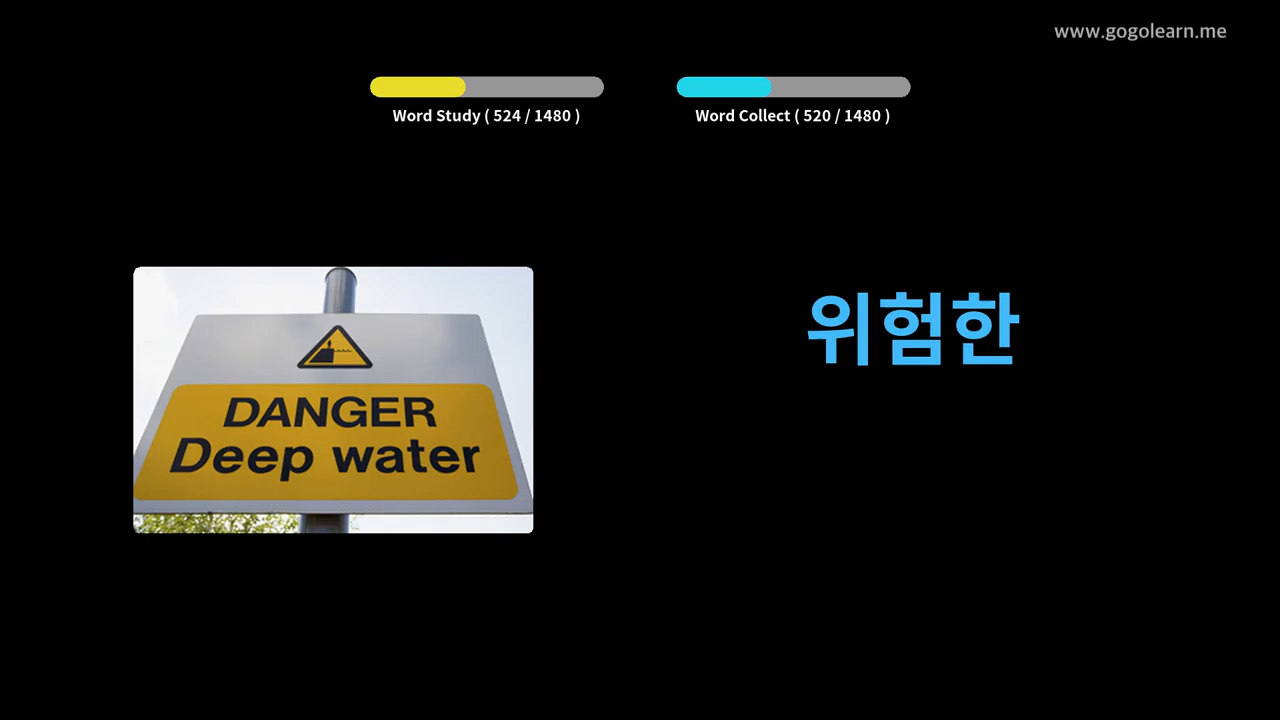 www.gogolearn.me
Word Study ( 524 / 1480 )
Word Collect ( 520 / 1480 )
DANGER
Deep water
위험한